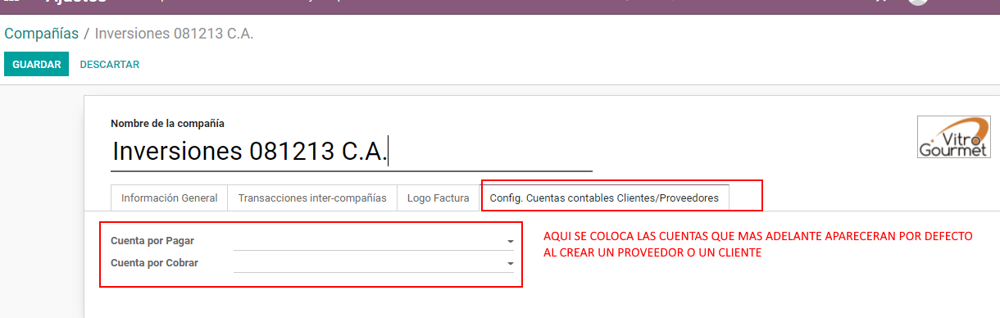 Compañías / Inversiones 081213 C.A.
GUARDAR DESCARTAR
Nombre de la compañía
Inversiones 081213 C.A.
Vitro
Gourmet
Información General Transacciones inter-compañías Logo Factura Config. Cuentas contables Clientes/Proveedores
Cuenta por Pagar
Cuenta por Cobrar
AQUI SE COLOCA LAS CUENTAS QUE MAS ADELANTE APARECERAN POR DEFECTO
AL CREAR UN PROVEEDOR O UN CLIENTE